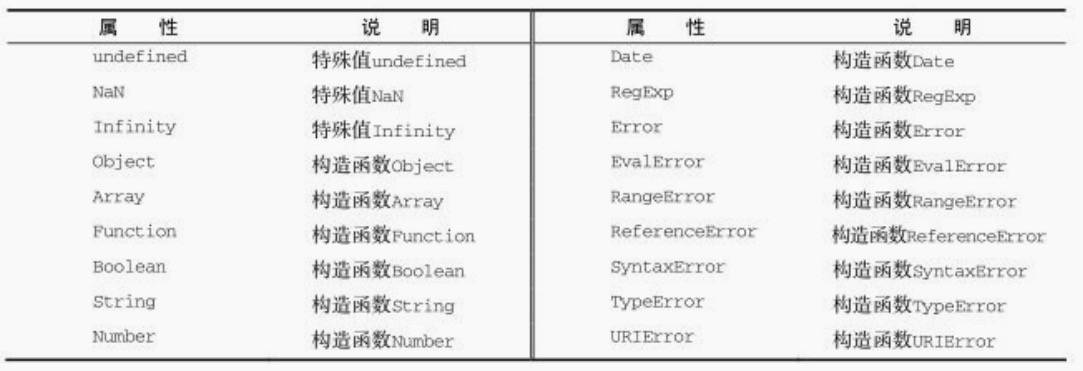 属 性 说 明 属 性 说 明
undefined 特殊值undefined Date 构造函数Date
NaN 特殊值NaN RegExp 构造函数RegExp
Infinity 特殊值Infinity Error 构造函数Error
Object 构造函数Object EvalError 构造函数EvalError
Array 构造函数Array RangeError 构造函数RangeError
Function 构造函数Function ReferenceError 构造函数ReferenceError
Boolean 构造函数Boolean SyntaxError 构造函数SyntaxError
String 构造函数String TypeError 构造函数TypeError
Number 构造函数Number URIError 构造函数URIError